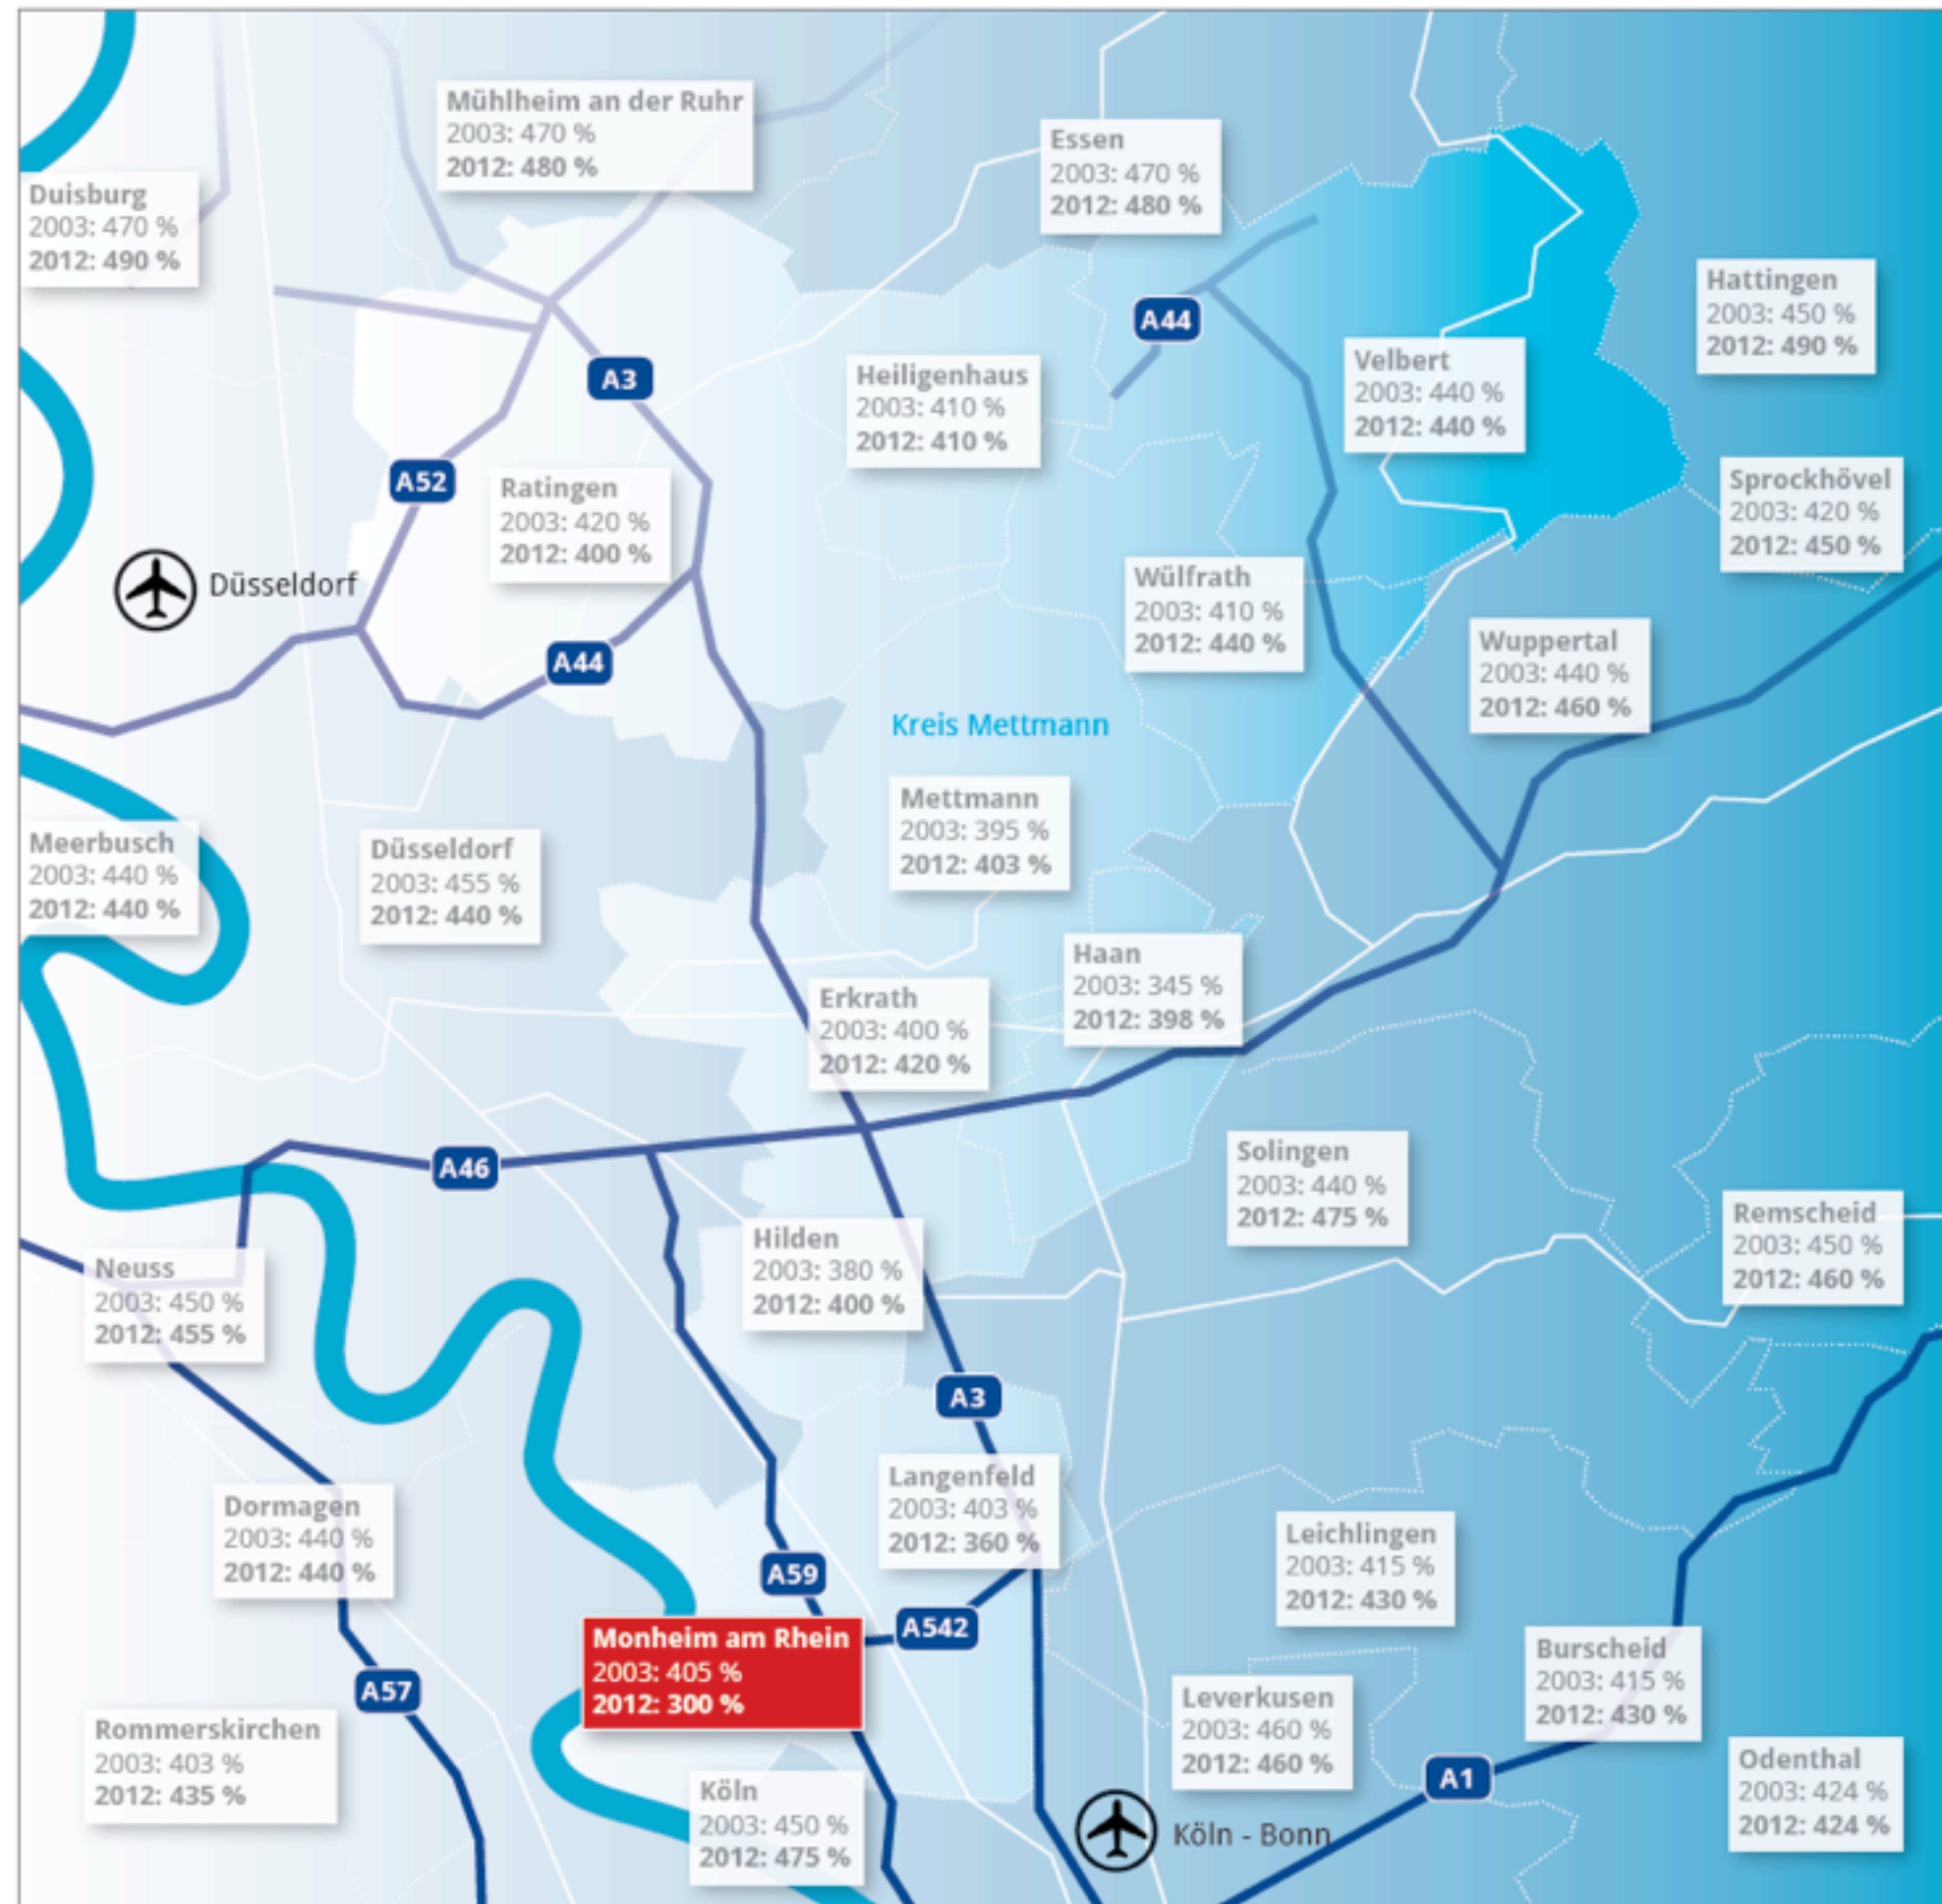 Mühlheim an der Ruhr
2003: 470 %
2012: 480 %
Essen
2003: 470 %
2012: 480 %
Duisburg
2003: 470 %
2012: 490 %
Hattingen
2003: 450 %
2012: 490 %
A44
Velbert
2003: 440 %
2012: 440 %
A3
Heiligenhaus
2003: 410 %
2012: 410 %
A52
Ratingen
2003: 420 %
2012: 400 %
Sprockhövel
2003: 420 %
2012: 450 %
Düsseldorf
Wülfrath
2003: 410 %
2012: 440 %
A44
Wuppertal
2003: 440 %
2012: 460 %
Kreis Mettmann
Mettmann
2003: 395 %
2012: 403 %
Meerbusch
2003: 440 %
2012: 440 %
Düsseldorf
2003: 455 %
2012: 440 %
Haan
2003: 345 %
2012: 398 %
Erkrath
2003: 400 %
2012: 420 %
A46
Solingen
2003: 440 %
2012: 475 %
Remscheid
2003: 450 %
2012: 460 %
Hilden
2003: 380 %
2012: 400 %
Neuss
2003: 450 %
2012: 455 %
A3
Langenfeld
2003: 403 %
2012: 360 %
Dormagen
2003: 440 %
2012: 440 %
Leichlingen
2003: 415 %
2012: 430 %
A59
A542
Monheim am Rhein
2003: 405 %
2012: 300 %
Burscheid
2003: 415 %
2012: 430 %
A57
Leverkusen
2003: 460 %
2012: 460 %
Rommerskirchen
2003: 403 %
2012: 435 %
Odenthal
2003: 424 %
2012: 424 %
A1
Köln
2003: 450 %
2012: 475 %
Köln - Bonn